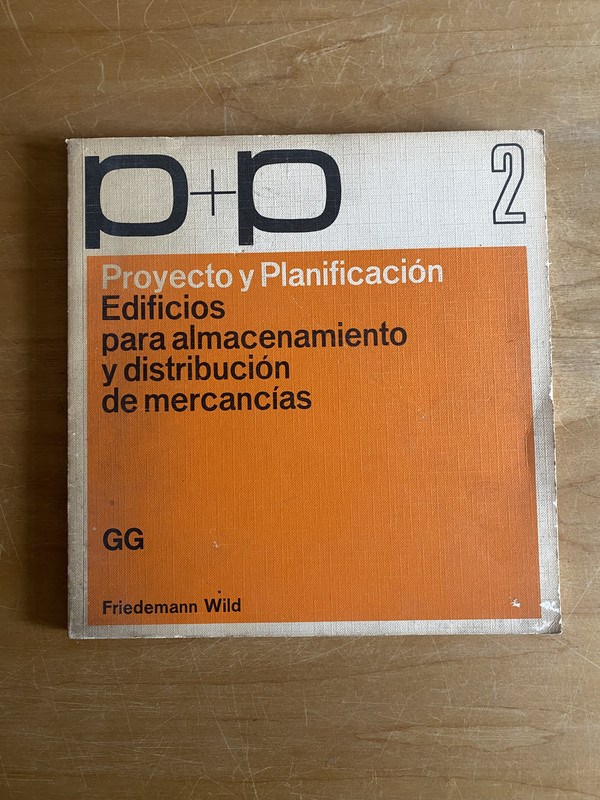 p+p 2
Proyecto y Planificación
Edificios
para almacenamiento
y distribución
de mercancías
GG
Friedemann Wild